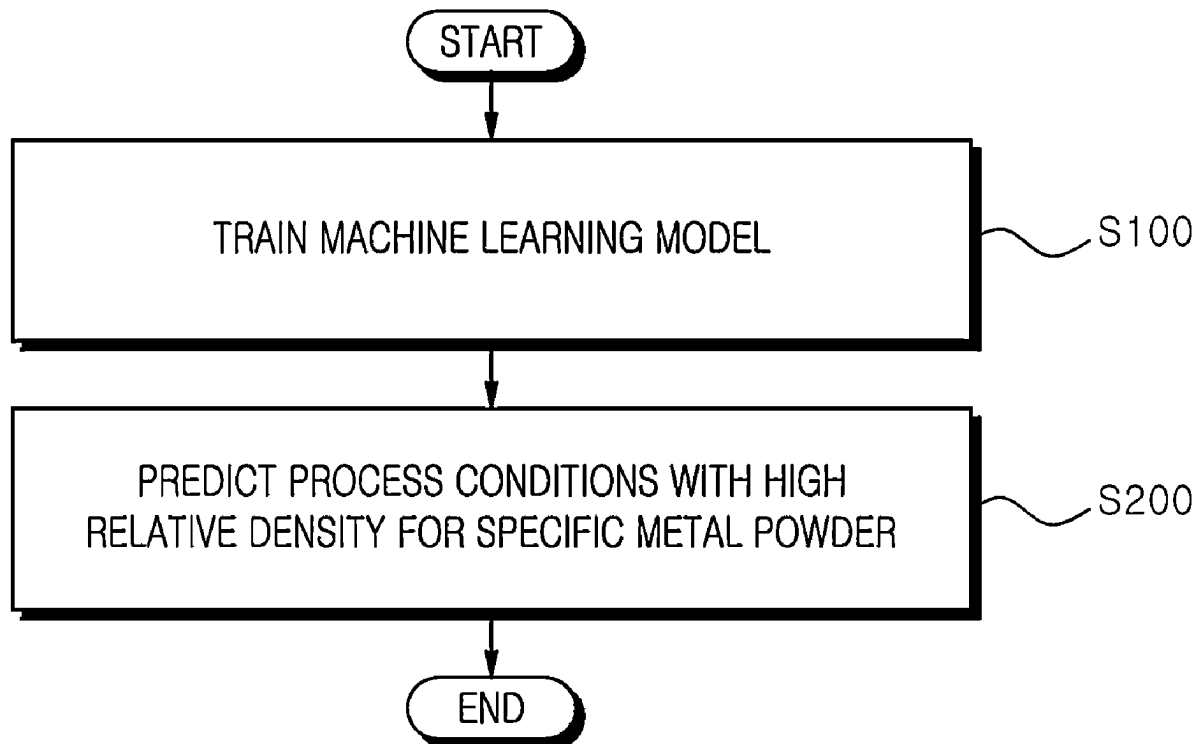 START
TRAIN MACHINE LEARNING MODEL
S100
PREDICT PROCESS CONDITIONS WITH HIGH
RELATIVE DENSITY FOR SPECIFIC METAL POWDER
S200
END